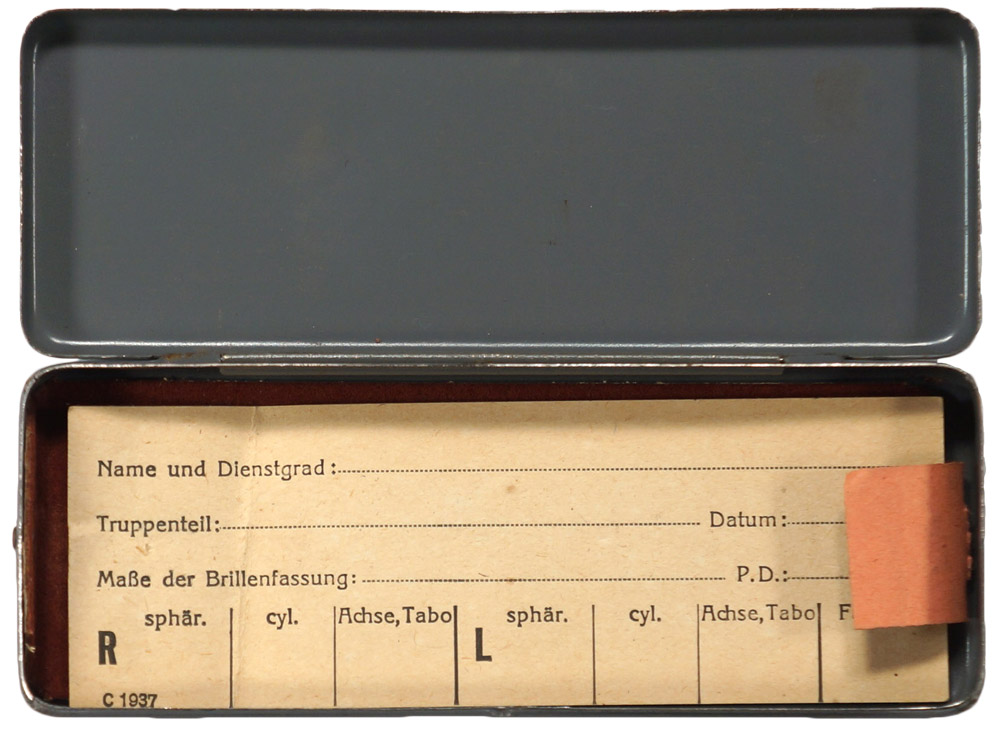 Name und Dienstgrad:
Truppenteil: Datum:
Maße der Brillenfassung: P.D.:
R sphär. cyl. Achse, Tabo L sphär. cyl. Achse, Tabo
C 1937